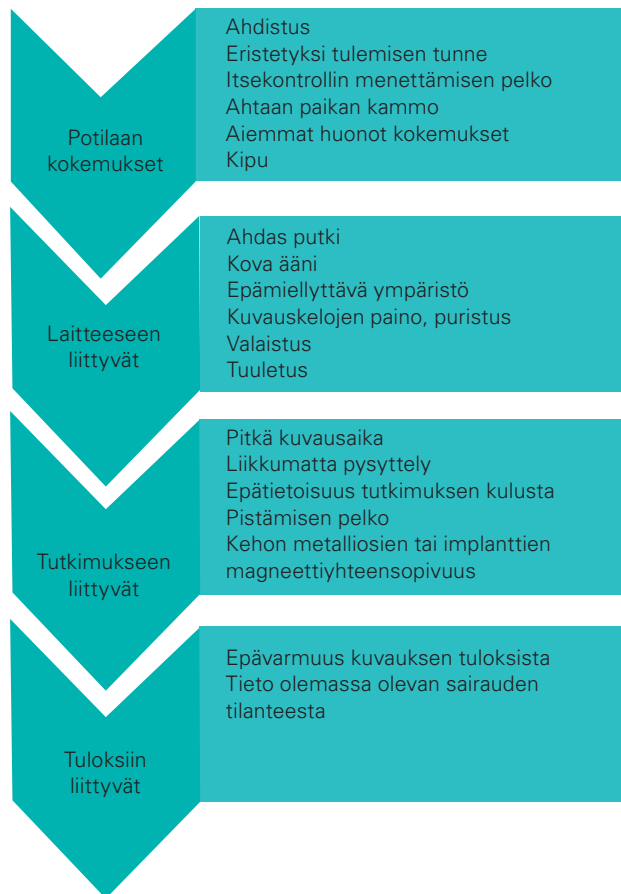 Potilaan
kokemukset
Ahdistus
Eristetyksi tulemisen tunne
Itsekontrollin menettämisen pelko
Ahtaan paikan kammo
Aiemmat huonot kokemukset
Kipu
Laitteeseen
liittyvät
Ahdas putki
Kova ääni
Epämiellyttävä ympäristö
Kuvauskelojen paino, puristus
Valaistus
Tuuletus
Tutkimukseen
liittyvät
Pitkä kuvausaika
Liikkumatta pysyttely
Epätietoisuus tutkimuksen kulusta
Pistämisen pelko
Kehon metalliosien tai implanttien
magneettiyhteensopivuus
Tuloksiin
liittyvät
Epävarmuus kuvauksen tuloksista
Tieto olemassa olevan sairauden
tilanteesta